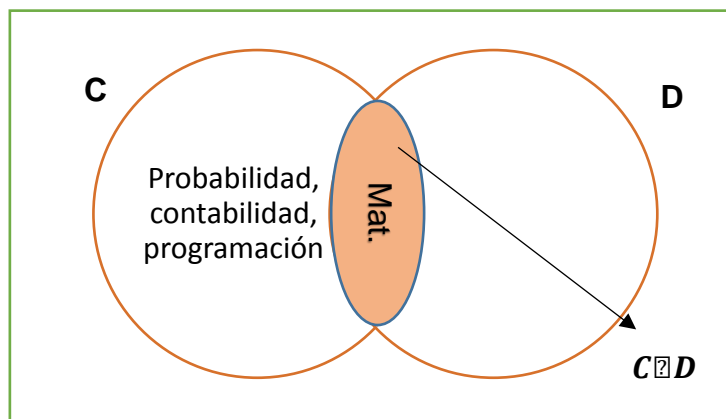 C
D
Probabilidad,
contabilidad,
programación
Mat.
C⍰D